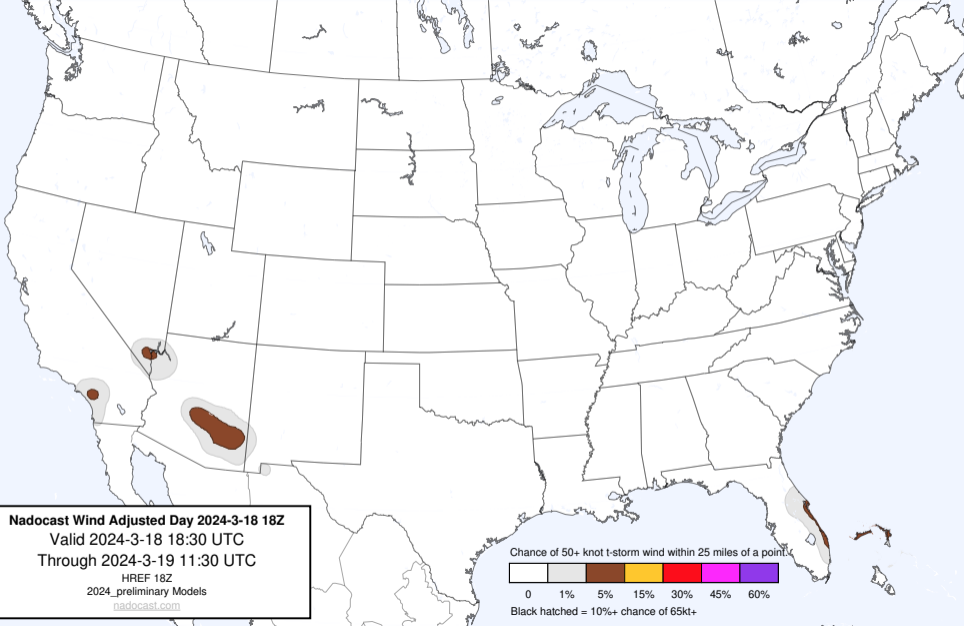 Nadocast Wind Adjusted Day 2024-3-18 18Z
Valid 2024-3-18 18:30 UTC
Through 2024-3-19 11:30 UTC
HREF 18Z
2024_preliminary Models
nadocast.com
Chance of 50+ knot t-storm wind within 25 miles of a point.
0 1% 5% 15% 30% 45% 60%
Black hatched = 10%+ chance of 65kt+